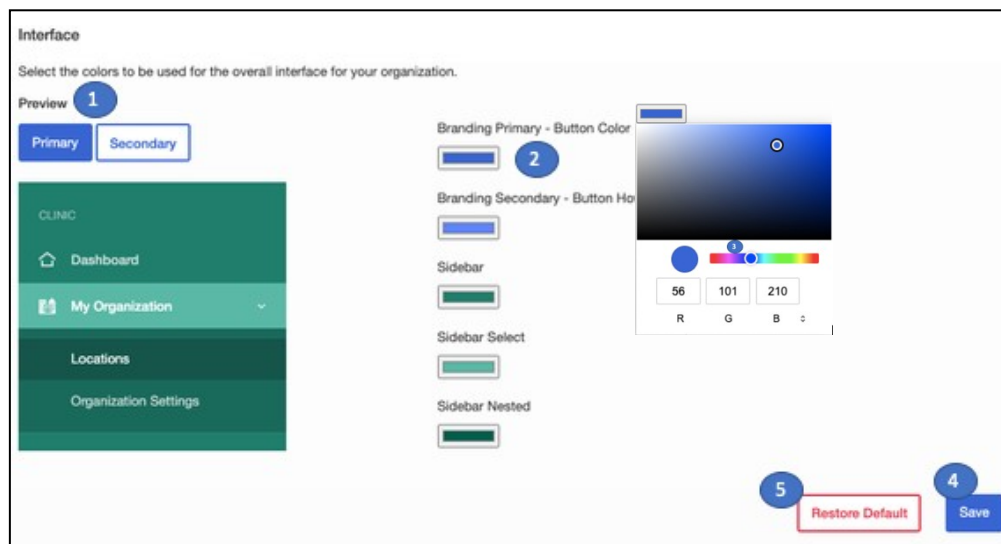 Interface
Select the colors to be used for the overall interface for your organization.
Preview
1
Primary
Secondary
CLINIC
Dashboard
My Organization
Locations
Organization Settings
Branding Primary - Button Color
2
Branding Secondary - Button Ho
Sidebar
Sidebar Select
Sidebar Nested
3
56 101 210
R G B
5
Restore Default
4
Save